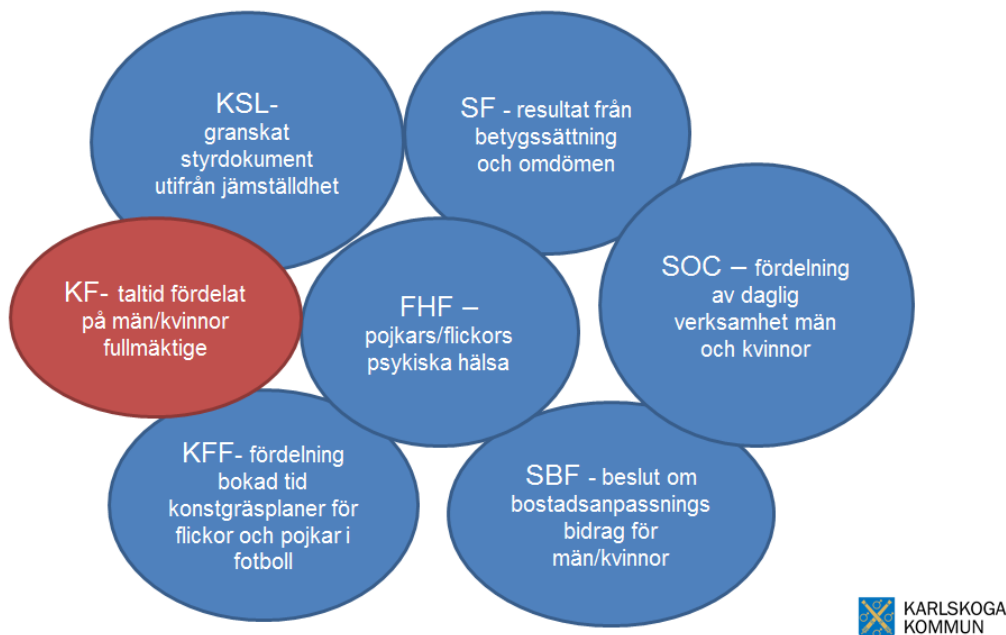 KSL-
granskat
styrdokument
utifrån jämställdhet
SF - resultat från
betygssättning
och omdömen
KF- taltid fördelat
på män/kvinnor
fullmäktige
FHF –
pojkars/flickors
psykiska hälsa
SOC – fördelning
av daglig
verksamhet män
och kvinnor
KFF- fördelning
bokad tid
konstgräsplaner för
flickor och pojkar i
fotboll
SBF - beslut om
bostadsanpassnings
bidrag för
män/kvinnor
KARLSKOGA
KOMMUN